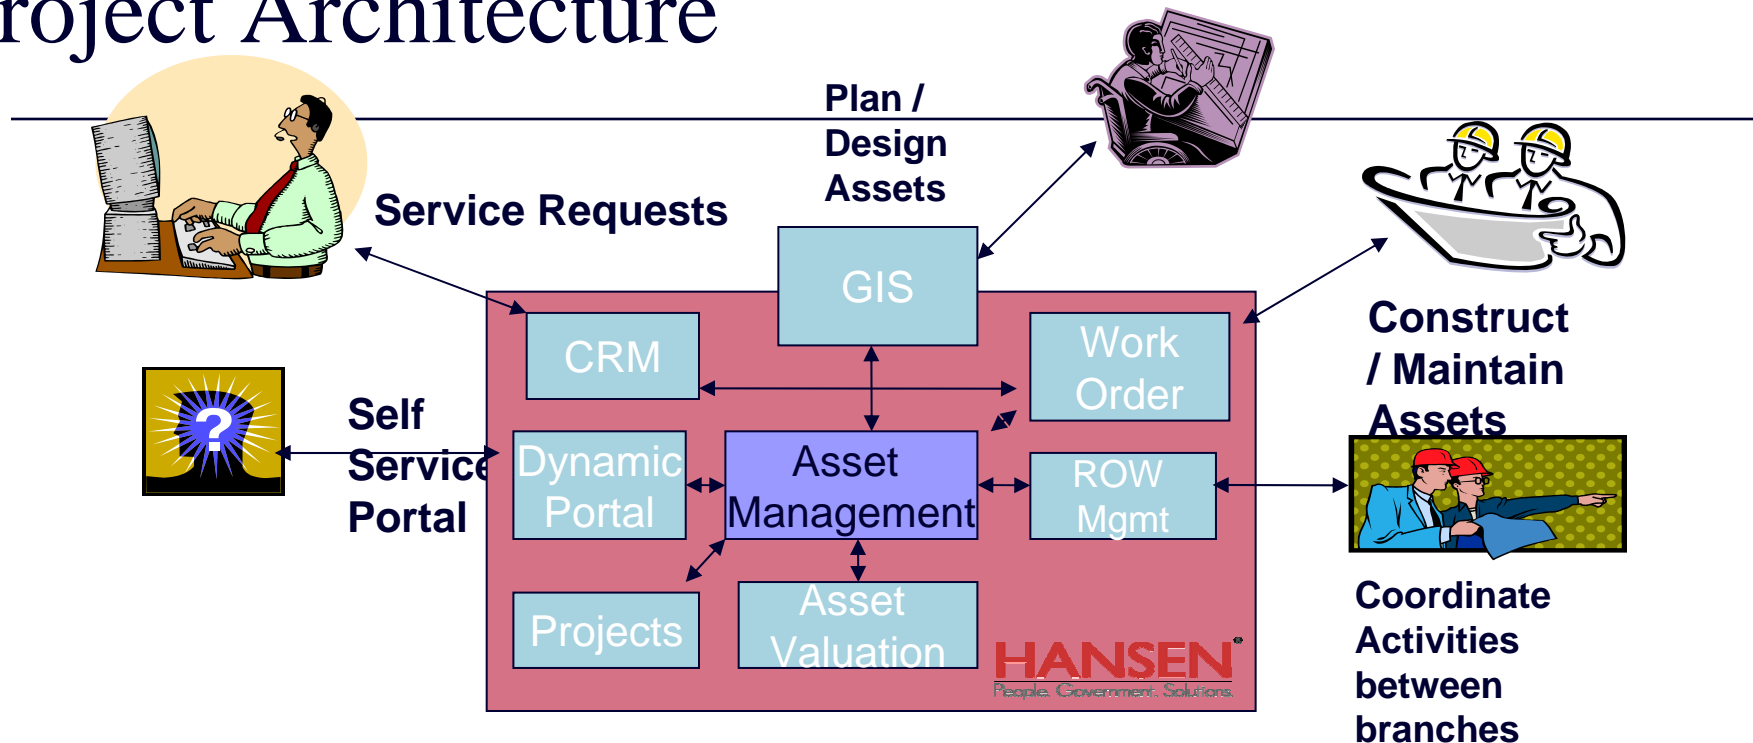 roject Architecture
Plan /
Design
Assets
Service Requests
GIS
CRM
Work
Order
Construct
/ Maintain
Assets
Self
Service
Portal
?
Dynamic
Portal
Asset
Management
ROW
Mgmt
Projects
Asset
Valuation
HANSEN®
People. Government. Solutions.
Coordinate
Activities
between
branches